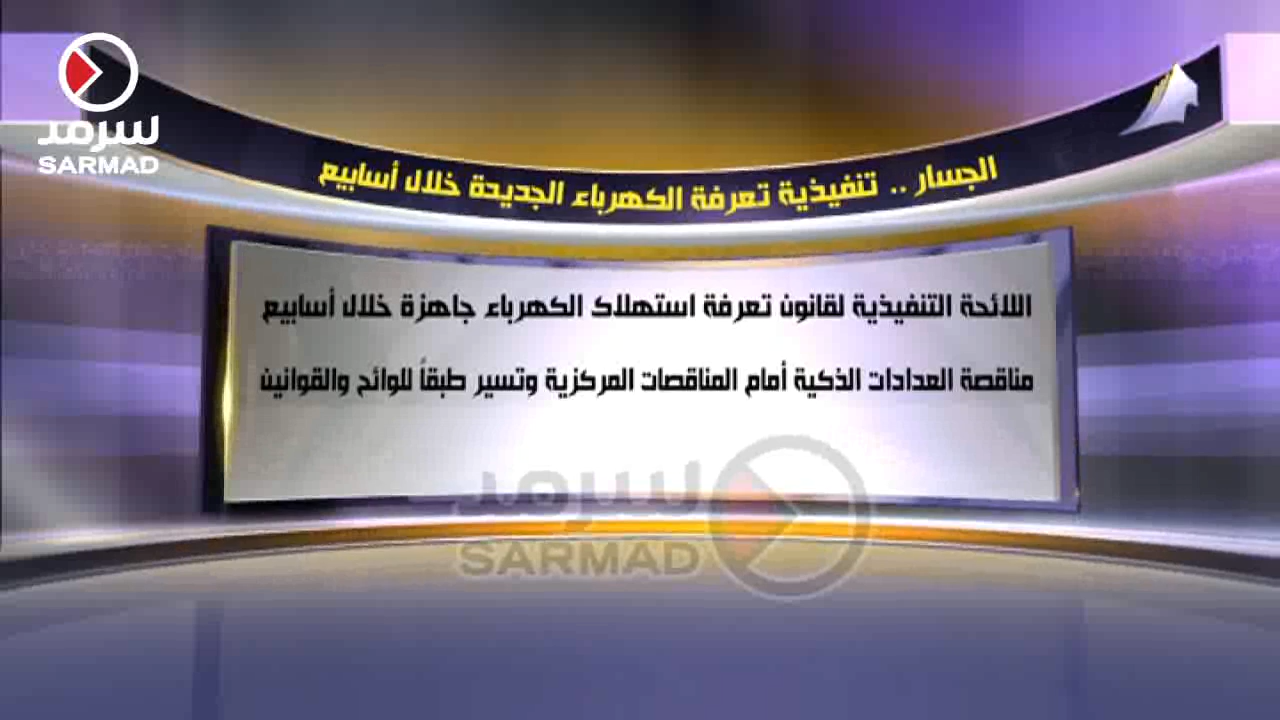 سرمد
SARMAD
الجسار .. تنفيذية تعرفة الكهرباء الجديدة خلال أسابيع
اللائحة التنفيذية لقانون تعرفة استهلاك الكهرباء جاهزة خلال أسابيع
مناقصة العدادات الذكية أمام المناقصات المركزية وتسير طبقاً للوائح والقوانين
سرمد
SARMAD